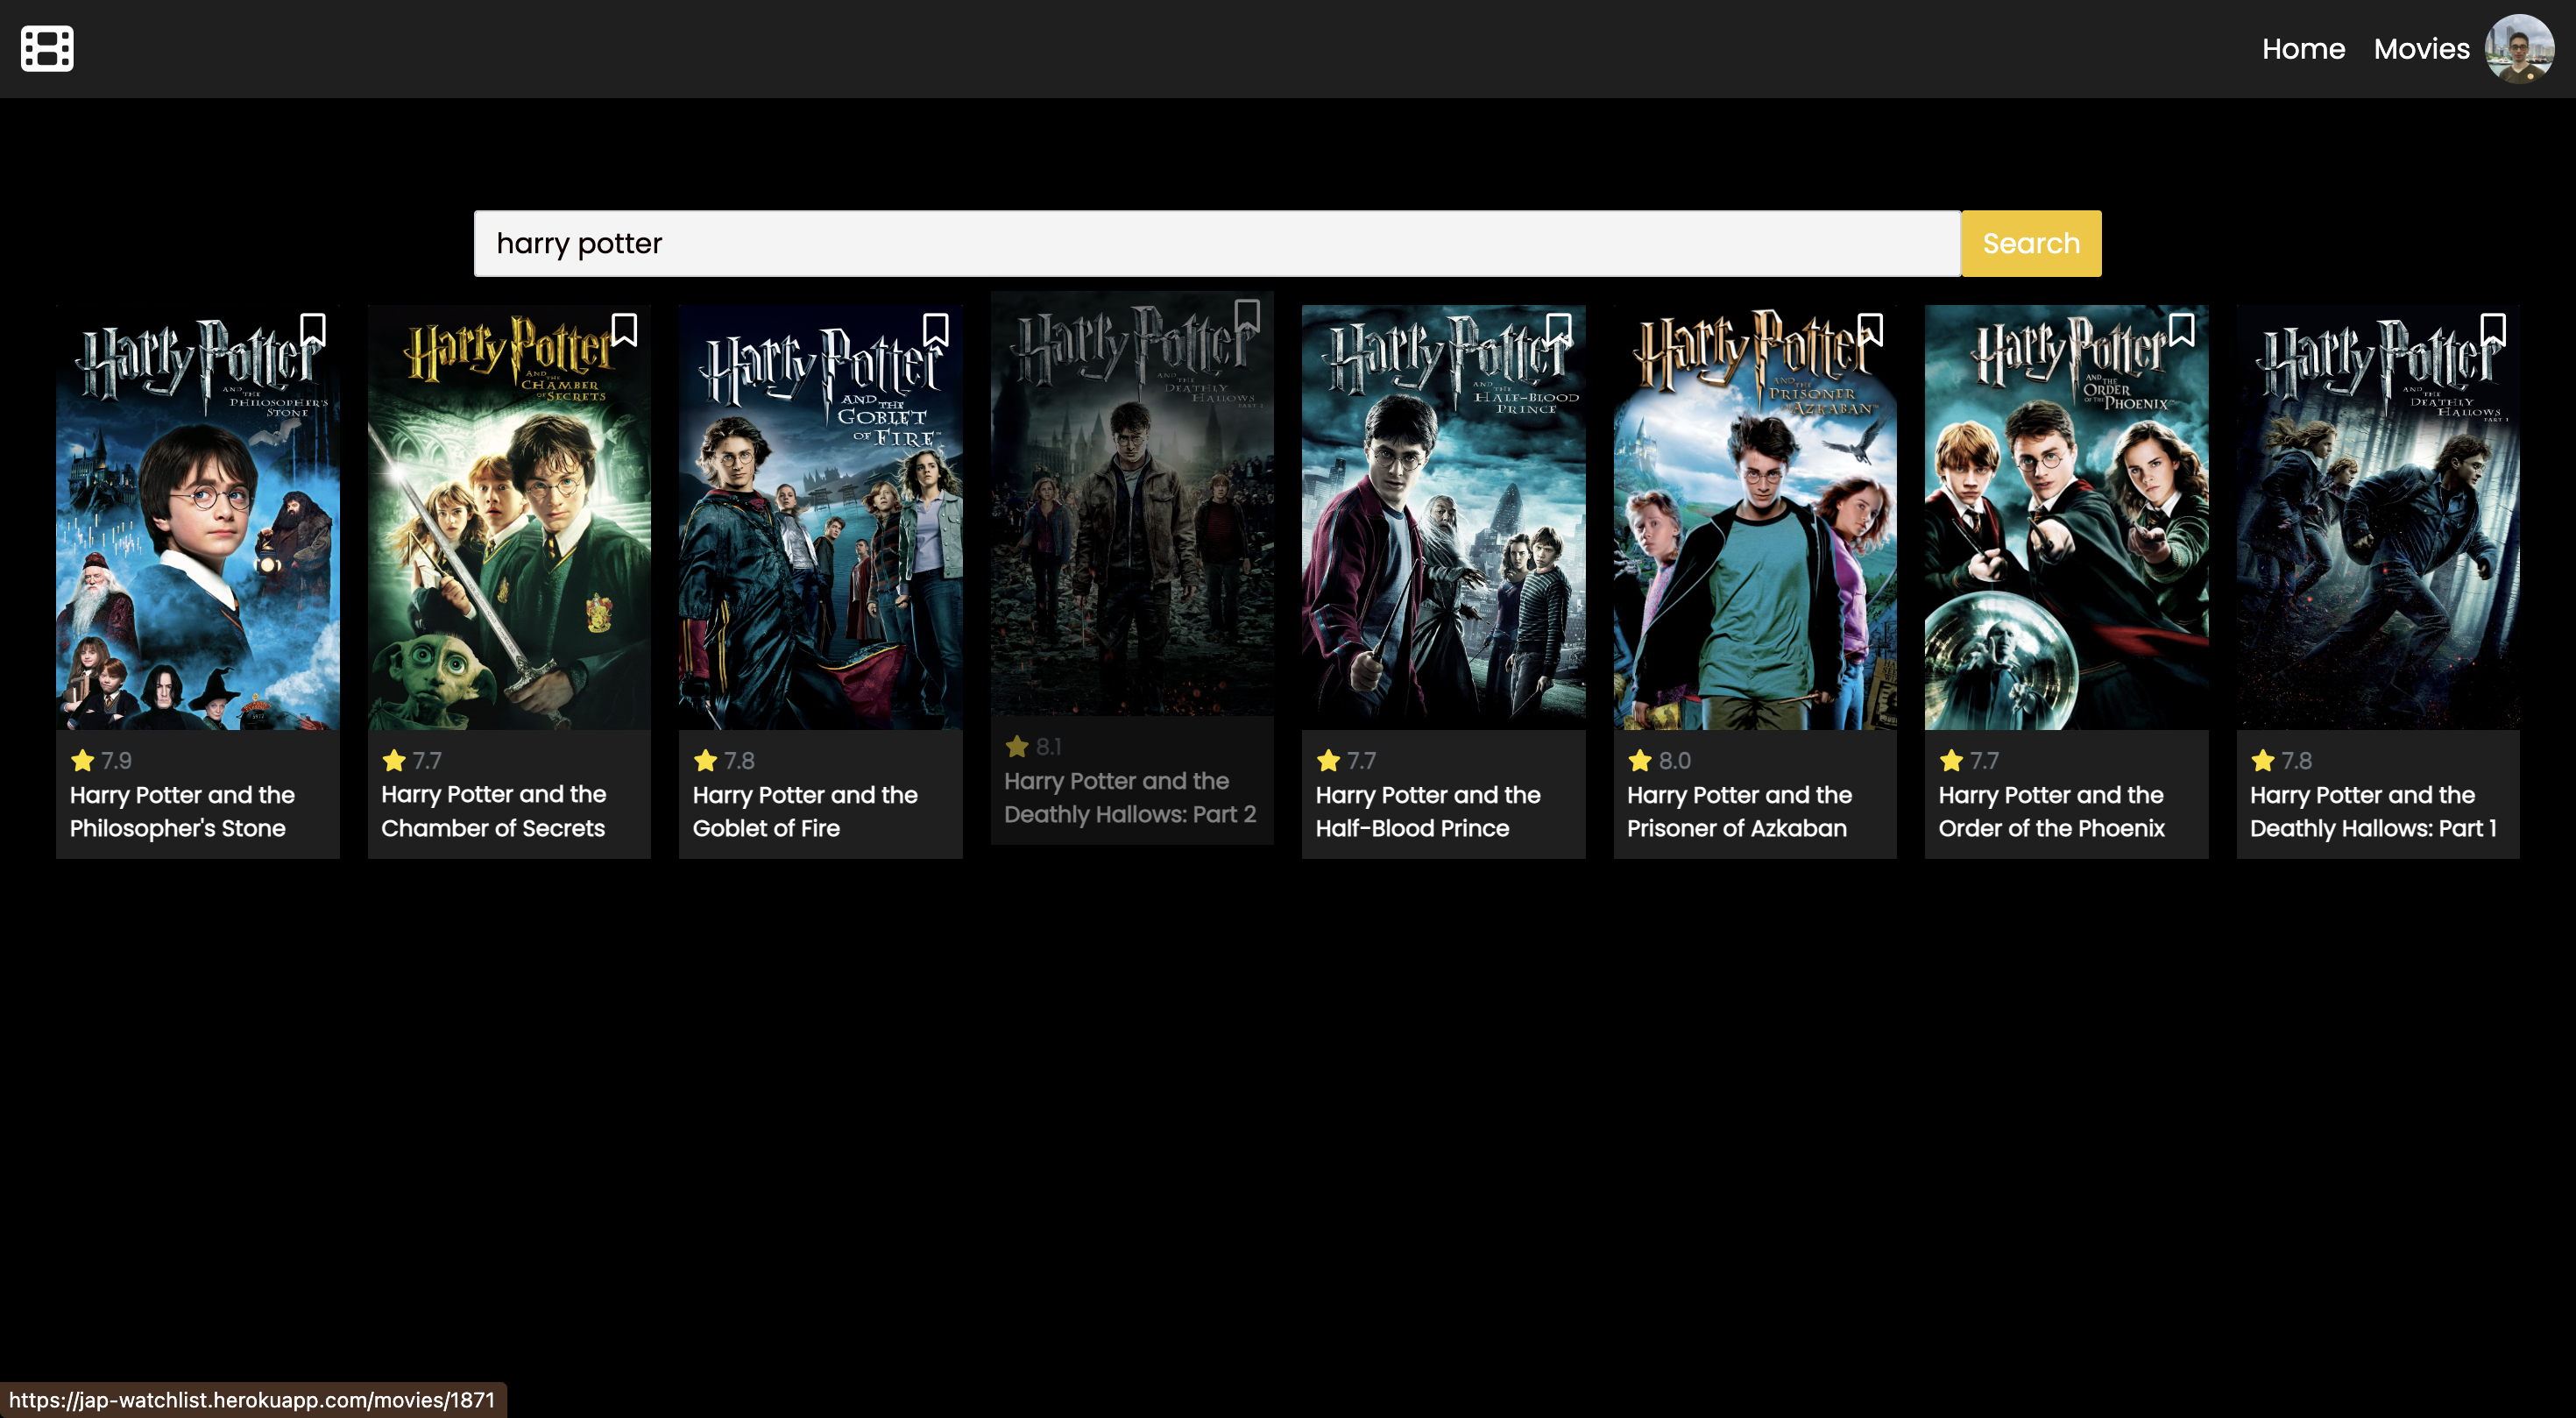 Home Movies
harry potter
Search
Harry Potter
AND THE
PHILOSOPHER'S
STONE
Harry Potter
AND THE
CHAMBER
OF SECRETS
Harry Potter
AND THE
GOBLET
OF FIRE
Harry Potter
AND THE
DEATHLY
HALLOWS
PART 2
Harry Potter
AND THE
HALF-BLOOD
PRINCE
Harry Potter
AND THE
PRISONER
OF AZKABAN
Harry Potter
AND THE
ORDER
OF THE PHOENIX
Harry Potter
AND THE
DEATHLY
HALLOWS
PART 1
7.9
Harry Potter and the
Philosopher's Stone
7.7
Harry Potter and the
Chamber of Secrets
7.8
Harry Potter and the
Goblet of Fire
8.1
Harry Potter and the
Deathly Hallows: Part 2
7.7
Harry Potter and the
Half-Blood Prince
8.0
Harry Potter and the
Prisoner of Azkaban
7.7
Harry Potter and the
Order of the Phoenix
7.8
Harry Potter and the
Deathly Hallows: Part 1
https://jap-watchlist.herokuapp.com/movies/1871